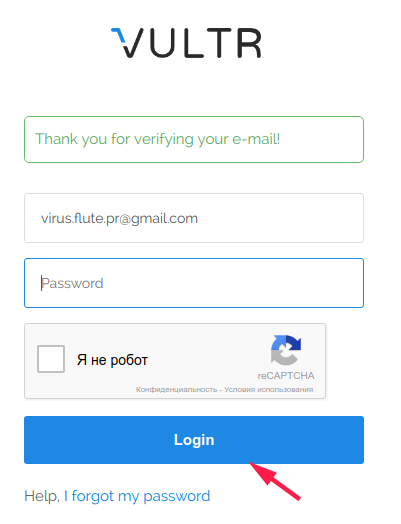 VULTR
Thank you for verifying your e-mail!
virus.flute.pr@gmail.com
Password
Я не робот
reCAPTCHA
Конфиденциальность - Условия использования
Login
Help, I forgot my password